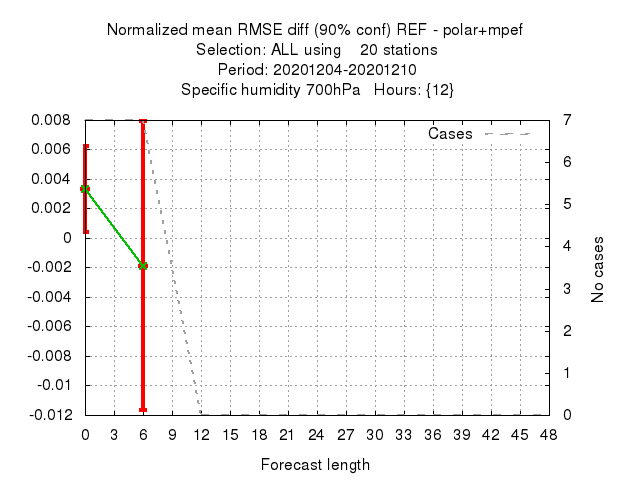 Normalized mean RMSE diff (90% conf) REF - polar+mpef
Selection: ALL using    20 stations
Period: 20201204-20201210
Specific humidity 700hPa   Hours: {12}
Cases
0.008
0.006
0.004
0.002
0
-0.002
-0.004
-0.006
-0.008
-0.01
-0.012
7
6
5
4
3
2
1
0
No cases
0 3 6 9 12 15 18 21 24 27 30 33 36 39 42 45 48
Forecast length